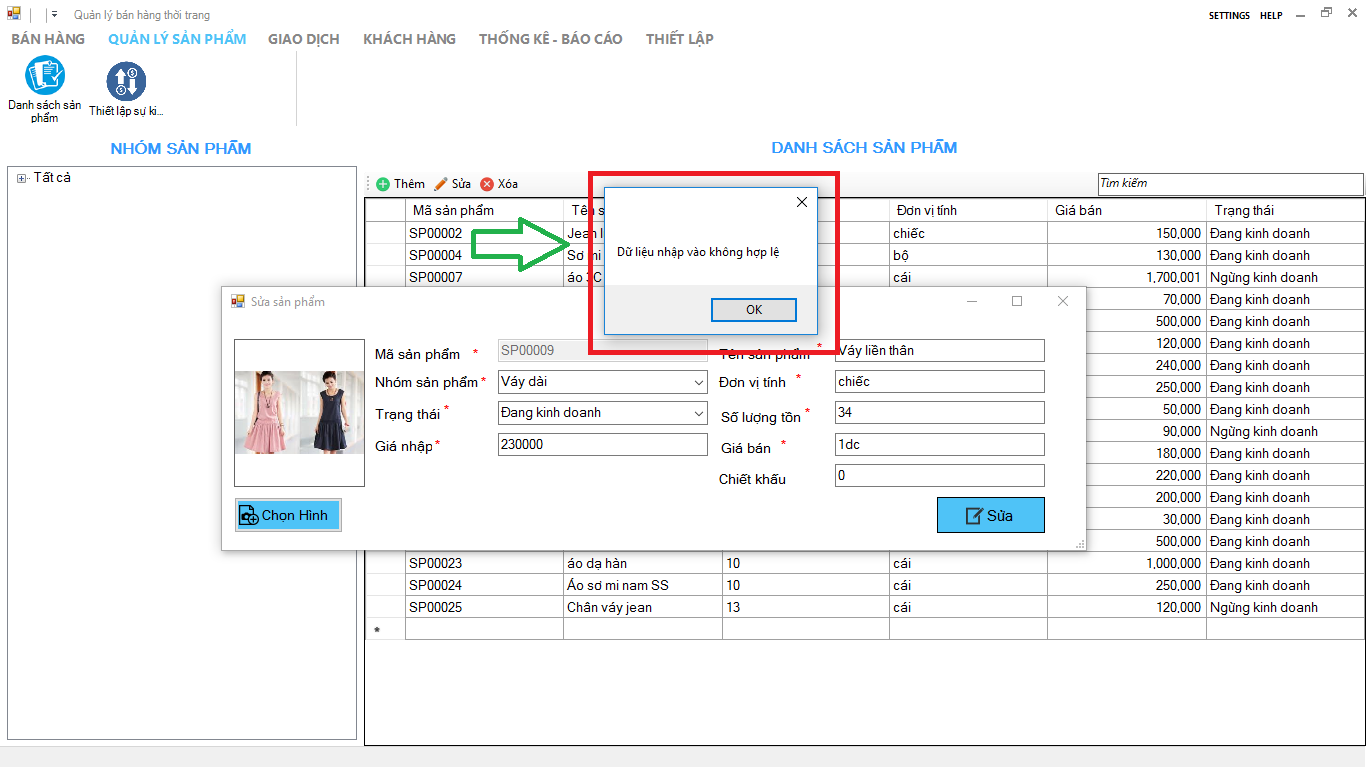 Quản lý bán hàng thời trang
SETTINGS HELP
BÁN HÀNG QUẢN LÝ SẢN PHẨM GIAO DỊCH KHÁCH HÀNG THỐNG KÊ - BÁO CÁO THIẾT LẬP
Danh sách sản phẩm
Thiết lập sự ki...
NHÓM SẢN PHẨM
Tất cả
DANH SÁCH SẢN PHẨM
Thêm Sửa Xóa
Tìm kiếm
Mã sản phẩm Tên s Đơn vị tính Giá bán Trạng thái
SP00002 Jean l chiếc 150,000 Đang kinh doanh
SP00004 Sơ mi bộ 130,000 Đang kinh doanh
SP00007 áo 3C cái 1,700,001 Ngừng kinh doanh
70,000 Đang kinh doanh
500,000 Đang kinh doanh
120,000 Đang kinh doanh
240,000 Đang kinh doanh
250,000 Đang kinh doanh
50,000 Đang kinh doanh
90,000 Ngừng kinh doanh
180,000 Đang kinh doanh
220,000 Đang kinh doanh
200,000 Đang kinh doanh
30,000 Đang kinh doanh
500,000 Đang kinh doanh
SP00023 áo dạ hàn 10 cái 1,000,000 Đang kinh doanh
SP00024 Áo sơ mi nam SS 10 cái 250,000 Đang kinh doanh
SP00025 Chân váy jean 13 cái 120,000 Ngừng kinh doanh
*
Dữ liệu nhập vào không hợp lệ
OK
Sửa sản phẩm
Mã sản phẩm * SP00009
Tên sản phẩm * Váy liền thân
Nhóm sản phẩm * Váy dài
Đơn vị tính * chiếc
Trạng thái * Đang kinh doanh
Số lượng tồn * 34
Giá nhập * 230000
Giá bán * 1dc
Chiết khấu 0
Chọn Hình
Sửa